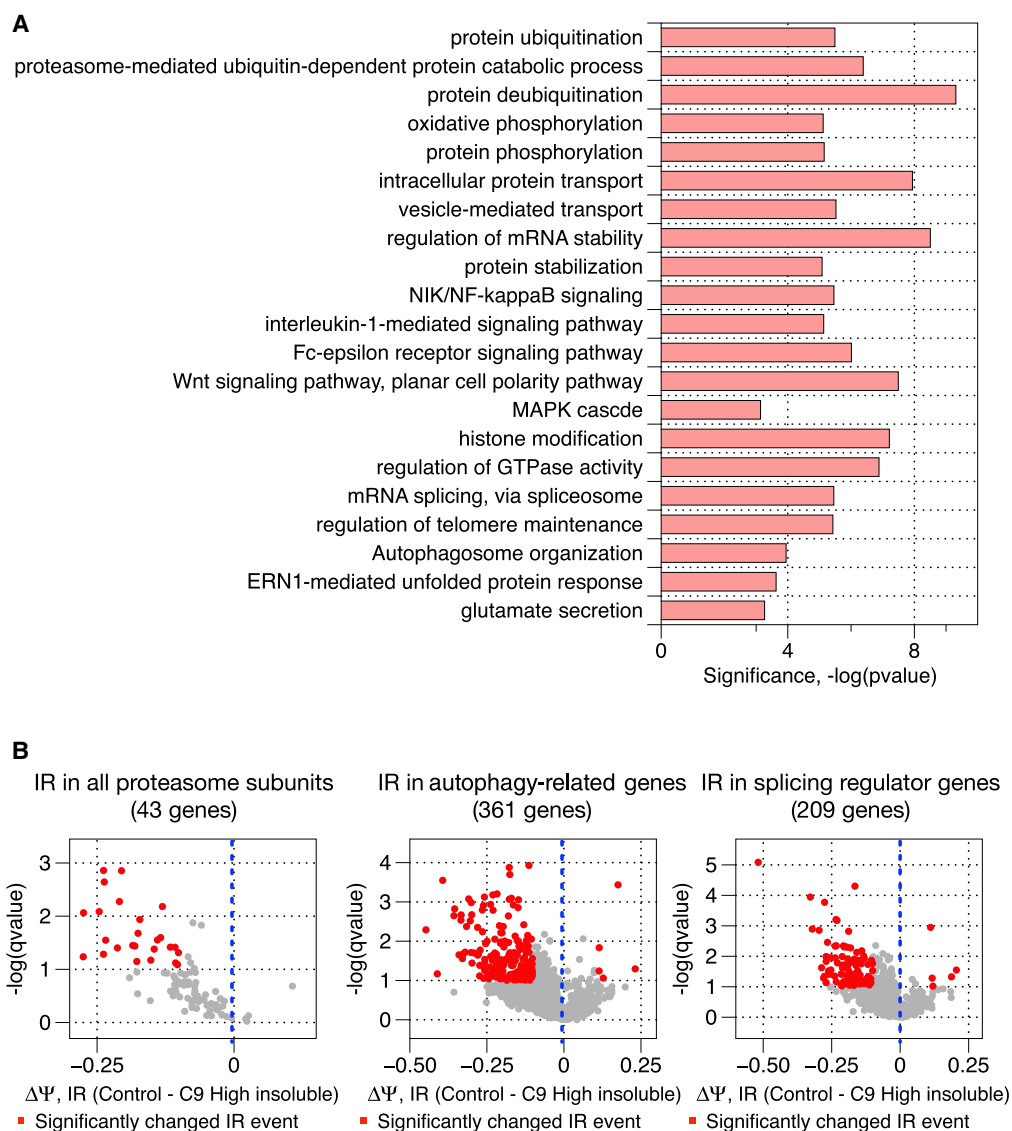 A
protein ubiquitination
proteasome-mediated ubiquitin-dependent protein catabolic process
protein deubiquitination
oxidative phosphorylation
protein phosphorylation
intracellular protein transport
vesicle-mediated transport
regulation of mRNA stability
protein stabilization
NIK/NF-kappaB signaling
interleukin-1-mediated signaling pathway
Fc-epsilon receptor signaling pathway
Wnt signaling pathway, planar cell polarity pathway
MAPK cascde
histone modification
regulation of GTPase activity
mRNA splicing, via spliceosome
regulation of telomere maintenance
Autophagosome organization
ERN1-mediated unfolded protein response
glutamate secretion
0 4 8
Significance, -log(pvalue)
B
IR in all proteasome subunits
(43 genes)
-log(qvalue)
3
2
1
0
−0.25 0
ΔΨ, IR (Control - C9 High insoluble)
Significantly changed IR event
IR in autophagy-related genes
(361 genes)
-log(qvalue)
4
3
2
1
0
−0.50 −0.25 0 0.25
ΔΨ, IR (Control - C9 High insoluble)
Significantly changed IR event
IR in splicing regulator genes
(209 genes)
-log(qvalue)
5
4
3
2
1
0
−0.50 −0.25 0 0.25
ΔΨ, IR (Control - C9 High insoluble)
Significantly changed IR event